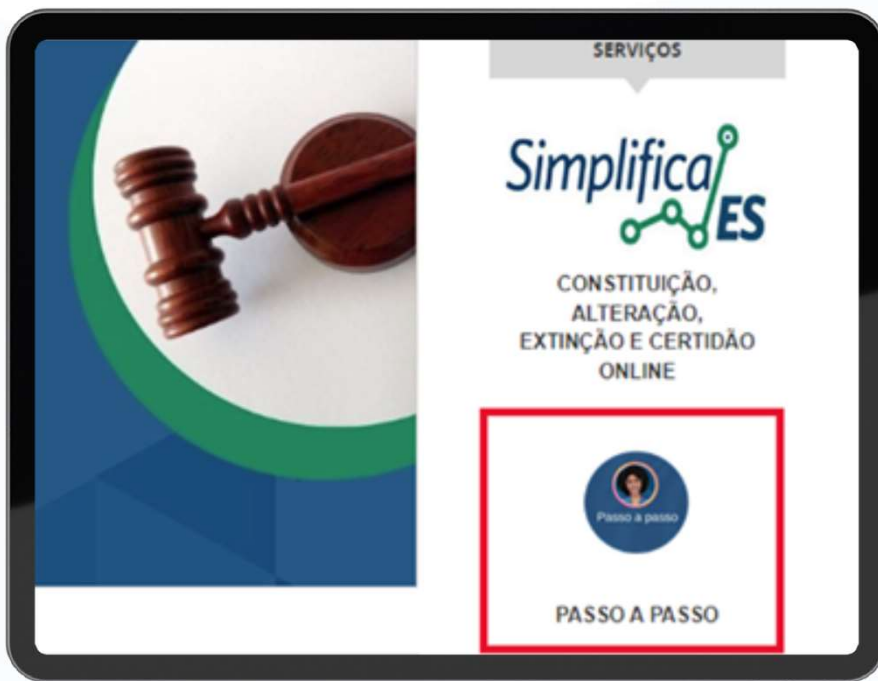 SERVIÇOS
Simplifica
ES
CONSTITUIÇÃO,
ALTERAÇÃO,
EXTINÇÃO E CERTIDÃO
ONLINE
Passo a passo
PASSO A PASSO